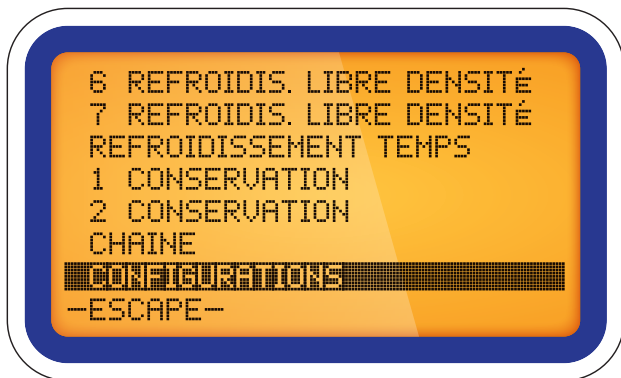 6 REFROIDIS. LIBRE DENSITé
7 REFROIDIS. LIBRE DENSITé
REFROIDISSEMENT TEMPS
1 CONSERVATION
2 CONSERVATION
CHAINE
CONFIGURATIONS
-ESCAPE-